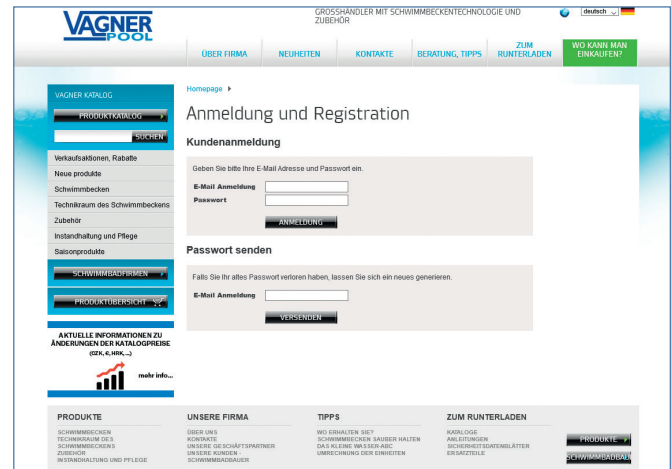 VAGNER
POOL
GROSSHÄNDLER MIT SCHWIMMBECKENTECHNOLOGIE UND
ZUBEHÖR
deutsch
ÜBER FIRMA
NEUHEITEN
KONTAKTE
BERATUNG, TIPPS
ZUM
RUNTERLADEN
WO KANN MAN
EINKAUFEN?
VAGNER KATALOG
PRODUKTKATALOG
SUCHEN
Verkaufsaktionen, Rabatte
Neue produkte
Schwimmbecken
Technikraum des Schwimmbeckens
Zubehör
Instandhaltung und Pflege
Saisonprodukte
SCHWIMMBADFIRMEN
PRODUKTÜBERSICHT
AKTUELLE INFORMATIONEN ZU
ÄNDERUNGEN DER KATALOGPREISE
(CZK, €, HRK,...)
mehr info...
Homepage
Anmeldung und Registration
Kundenanmeldung
Geben Sie bitte Ihre E-Mail Adresse und Passwort ein.
E-Mail Anmeldung
Passwort
ANMELDUNG
Passwort senden
Falls Sie Ihr altes Passwort verloren haben, lassen Sie sich ein neues generieren.
E-Mail Anmeldung
VERSENDEN
PRODUKTE
SCHWIMMBECKEN
TECHNIKRAUM DES
SCHWIMMBECKENS
ZUBEHÖR
INSTANDHALTUNG UND PFLEGE
UNSERE FIRMA
ÜBER UNS
KONTAKTE
UNSERE GESCHÄFTSPARTNER
UNSERE KUNDEN -
SCHWIMMBADBAUER
TIPPS
WO ERHALTEN SIE?
SCHWIMMBECKEN SAUBER HALTEN
DAS KLEINE WASSER-ABC
UMRECHNUNG DER EINHEITEN
ZUM RUNTERLADEN
KATALOGE
ANLEITUNGEN
SICHERHEITSDATENBLÄTTER
ERSATZTEILE
PRODUKTE
SCHWIMMBADBAU